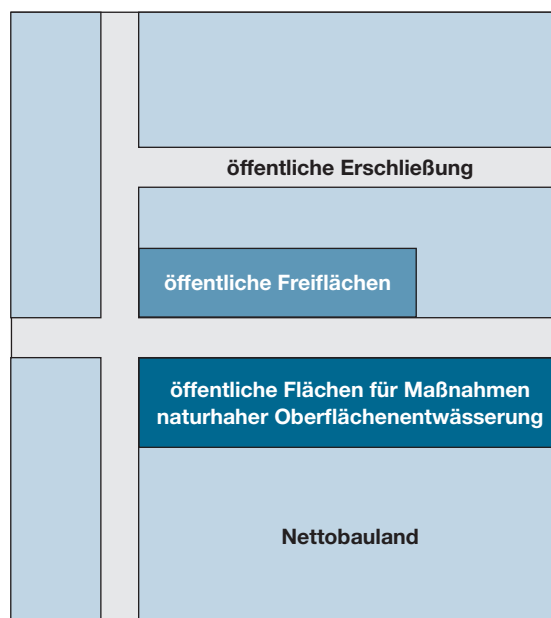 öffentliche Erschließung
öffentliche Freiflächen
öffentliche Flächen für Maßnahmen
naturhaher Oberflächenentwässerung
Nettobauland